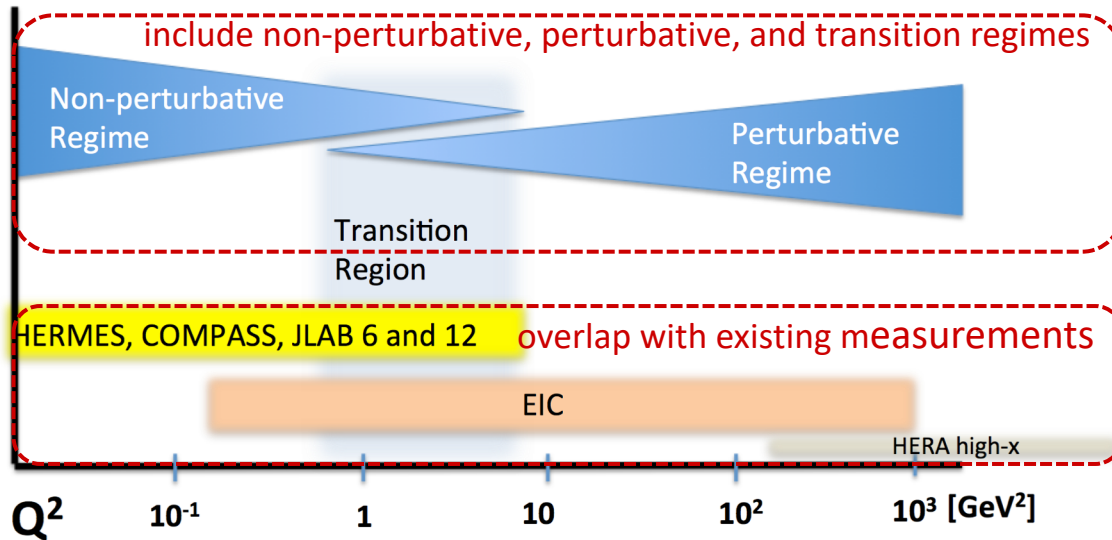 include non-perturbative, perturbative, and transition regimes
Non-perturbative
Regime
Perturbative
Regime
Transition
Region
HERMES, COMPASS, JLAB 6 and 12
overlap with existing measurements
EIC
HERA high-x
Q² 10⁻¹ 1 10 10² 10³ [GeV²]